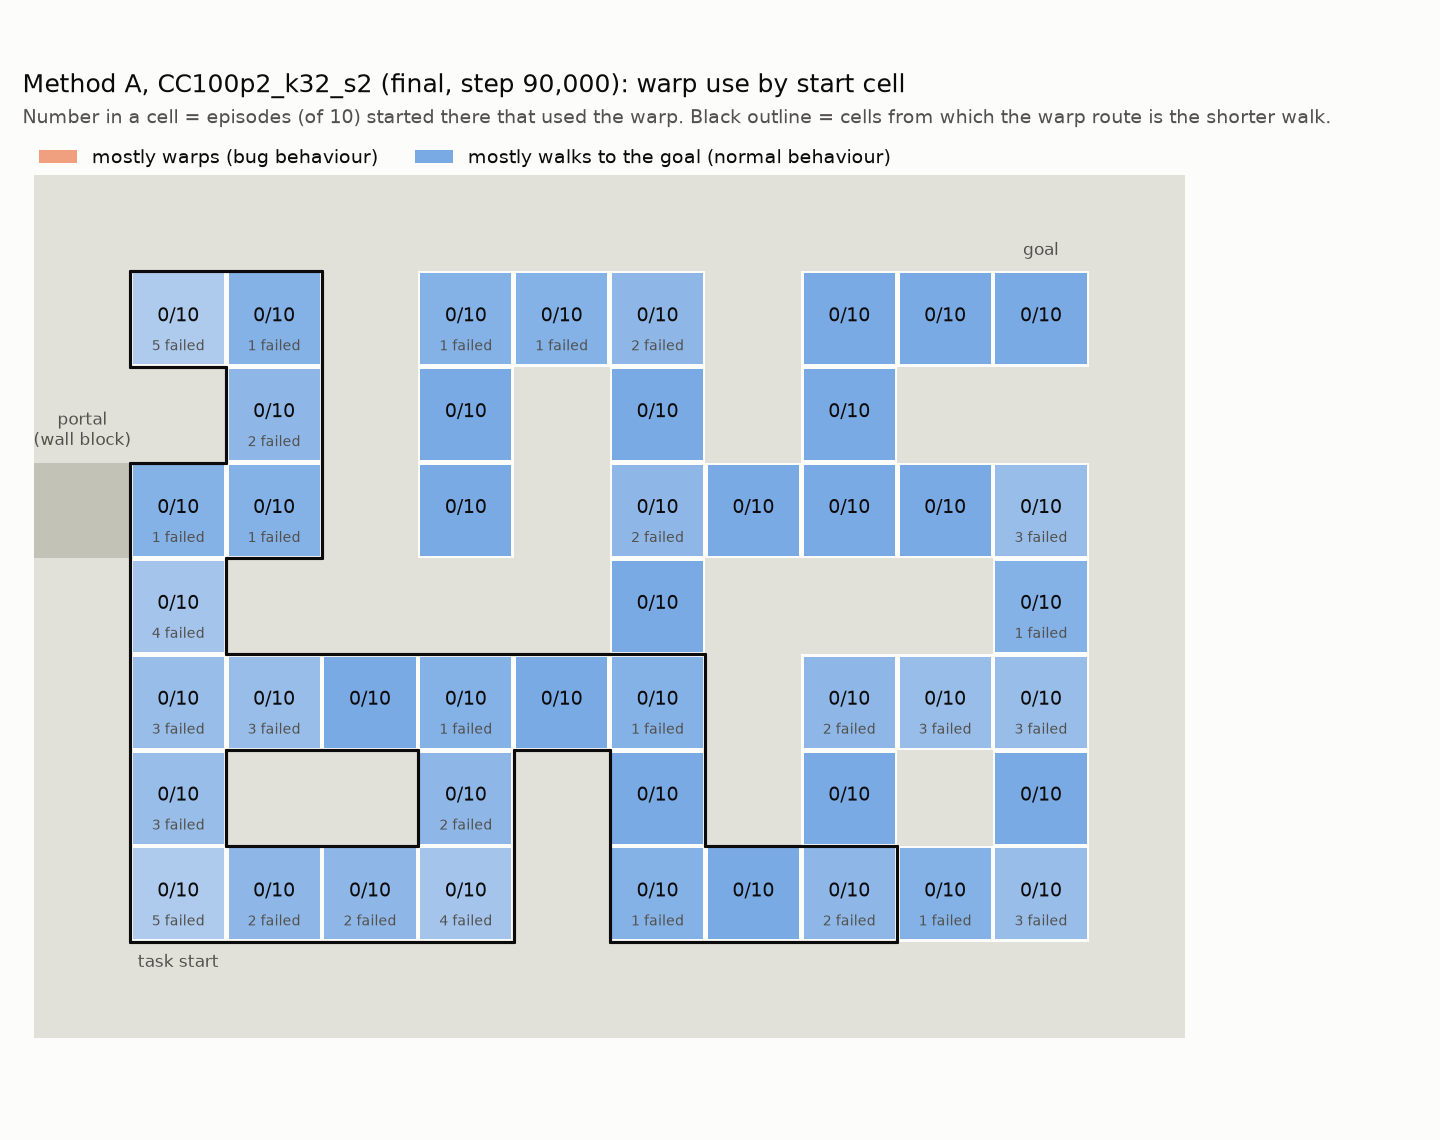 Method A, CC100p2_k32_s2 (final, step 90,000): warp use by start cell
Number in a cell = episodes (of 10) started there that used the warp. Black outline = cells from which the warp route is the shorter walk.
mostly warps (bug behaviour) mostly walks to the goal (normal behaviour)
goal
0/10 0/10 0/10 0/10 0/10 0/10 0/10 0/10
5 failed 1 failed 1 failed 1 failed 2 failed
portal
(wall block)
0/10 0/10 0/10 0/10
2 failed
0/10 0/10 0/10 0/10 0/10 0/10 0/10 0/10
1 failed 1 failed 2 failed 3 failed
0/10 0/10 0/10
4 failed 1 failed
0/10 0/10 0/10 0/10 0/10 0/10 0/10 0/10 0/10
3 failed 3 failed 1 failed 1 failed 2 failed 3 failed 3 failed
0/10 0/10 0/10 0/10 0/10
3 failed 2 failed
0/10 0/10 0/10 0/10 0/10 0/10 0/10 0/10 0/10
5 failed 2 failed 2 failed 4 failed 1 failed 2 failed 1 failed 3 failed
task start